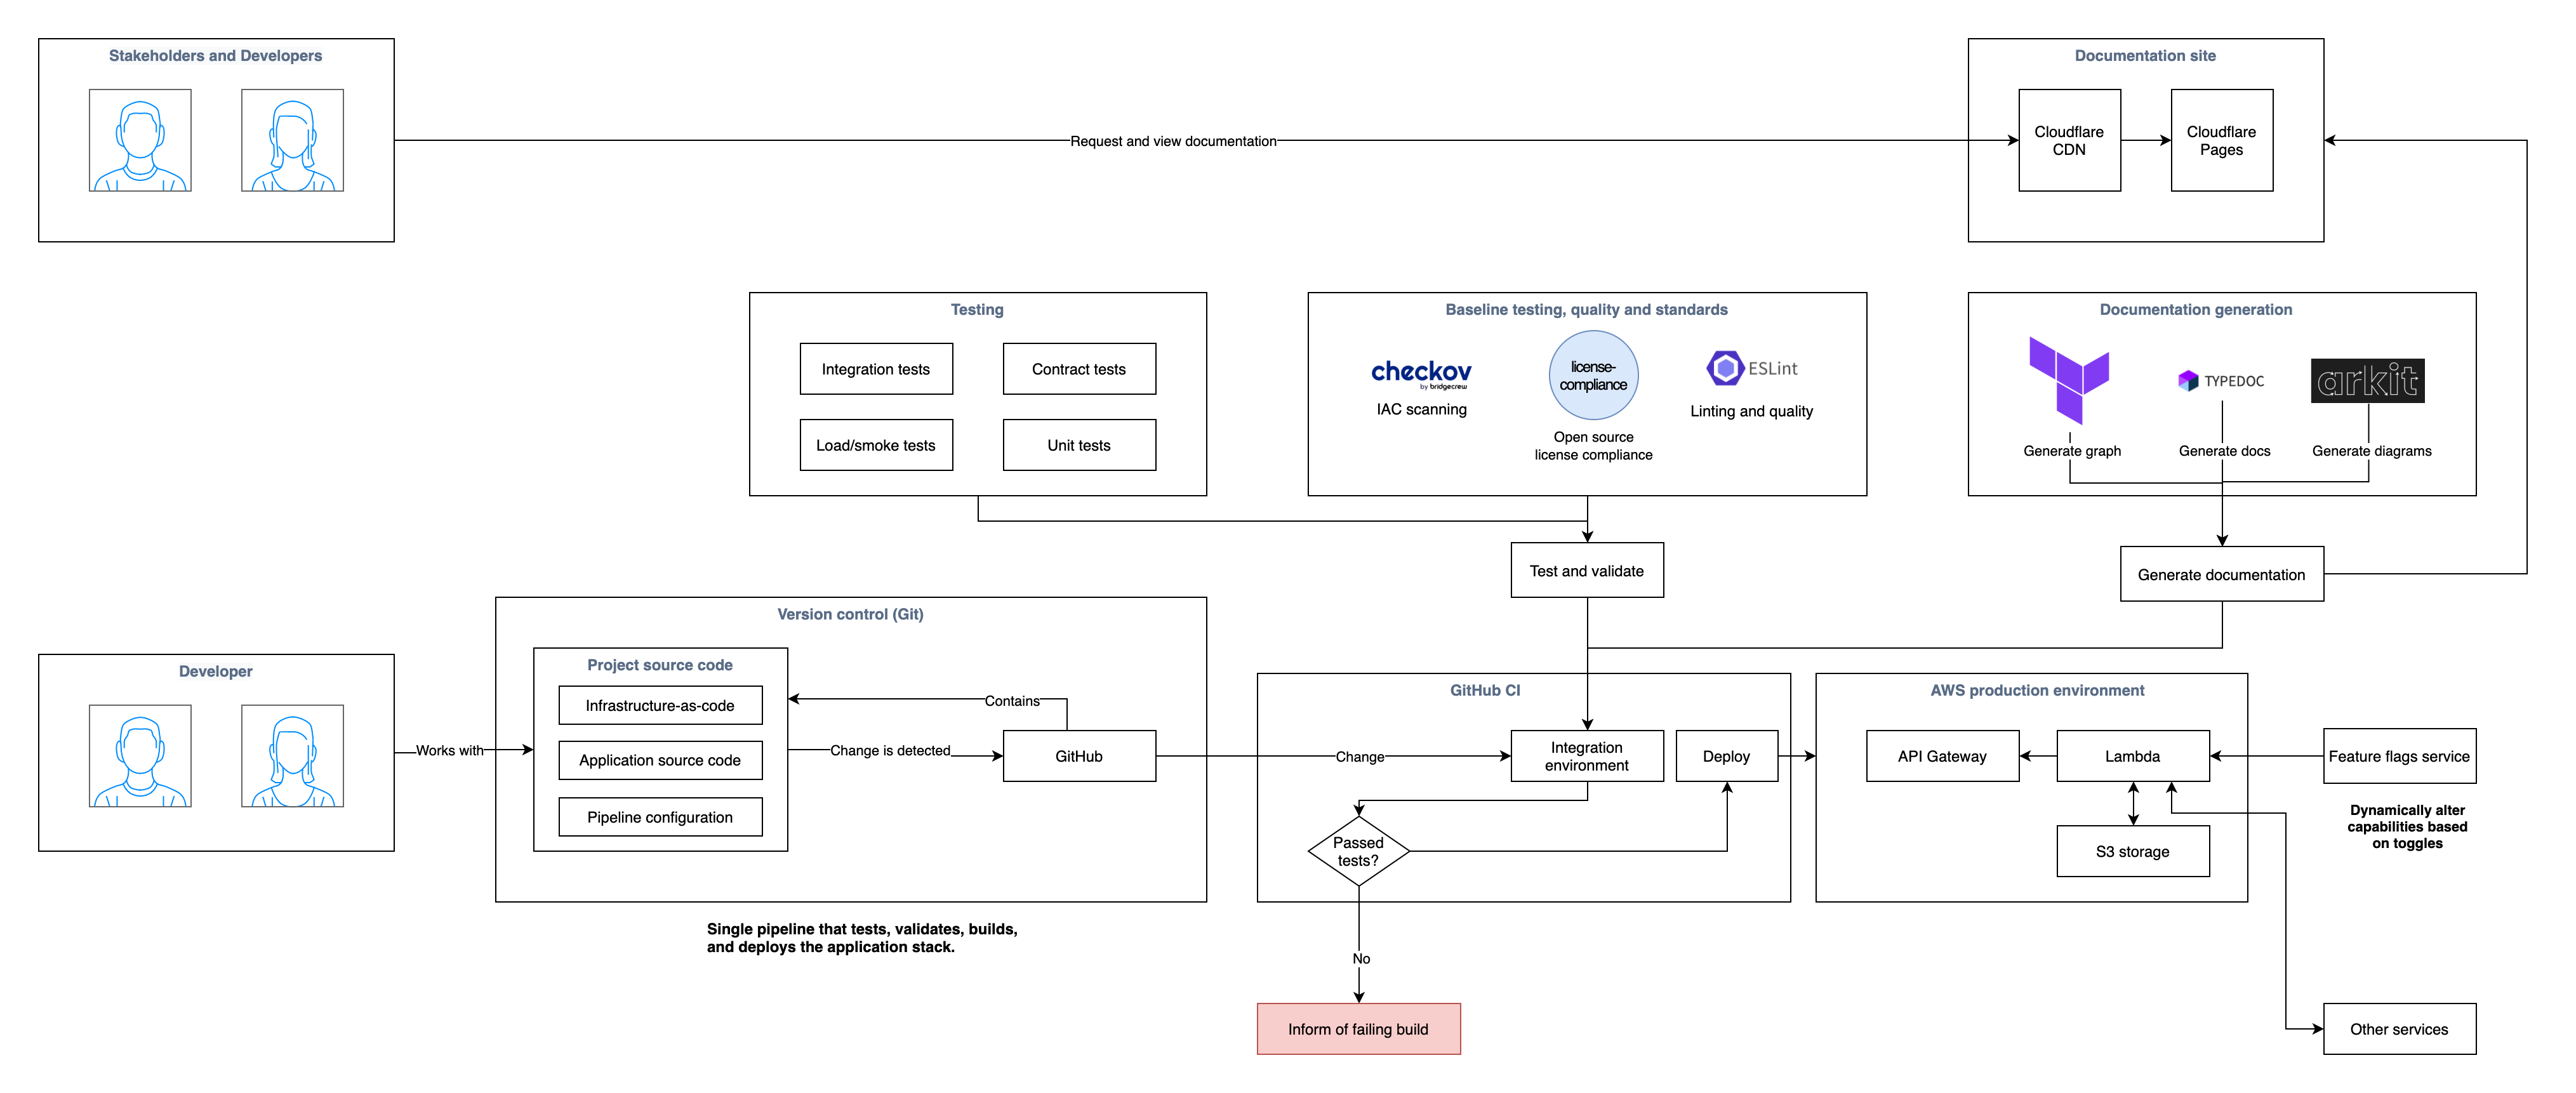 Stakeholders and Developers
Request and view documentation
Documentation site
Cloudflare
CDN
Cloudflare
Pages
Testing
Integration tests
Contract tests
Load/smoke tests
Unit tests
Baseline testing, quality and standards
checkov
by bridgecrew
IAC scanning
license-
compliance
Open source
license compliance
ESLint
Linting and quality
Documentation generation
Generate graph
TYPEDOC
Generate docs
arkit
Generate diagrams
Test and validate
Generate documentation
Developer
Works with
Version control (Git)
Project source code
Infrastructure-as-code
Application source code
Pipeline configuration
Contains
Change is detected
GitHub
Single pipeline that tests, validates, builds,
and deploys the application stack.
Change
GitHub CI
Integration
environment
Deploy
Passed
tests?
No
Inform of failing build
AWS production environment
API Gateway
Lambda
S3 storage
Feature flags service
Dynamically alter
capabilities based
on toggles
Other services